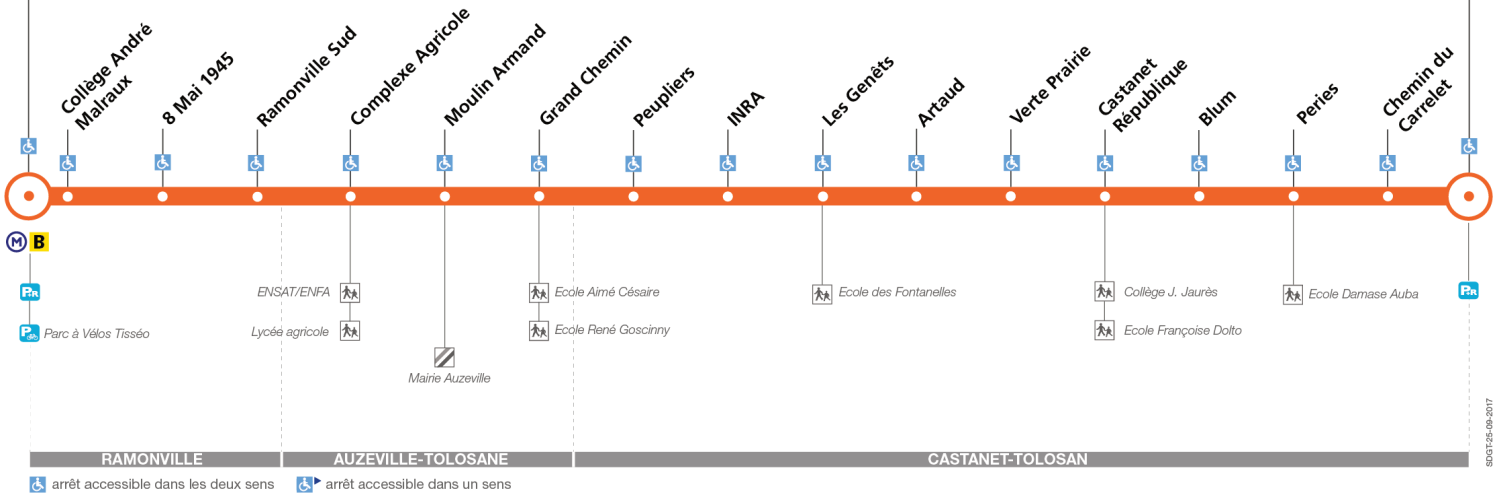 Collège André
Malraux
8 Mai 1945
Ramonville Sud
Complexe Agricole
Moulin Armand
Grand Chemin
Peupliers
INRA
Les Genêts
Artaud
Verte Prairie
Castanet
République
Blum
Peries
Chemin du
Carrelet
M B
P+R
ENSAT/ENFA
Ecole Aimé Césaire
Ecole des Fontanelles
Collège J. Jaurès
Ecole Damase Auba
P+R
P Parc à Vélos Tisséo
Lycée agricole
Ecole René Goscinny
Ecole Françoise Dolto
Mairie Auzeville
SDGT-25-09-2017
RAMONVILLE
AUZEVILLE-TOLOSANE
CASTANET-TOLOSAN
arrêt accessible dans les deux sens
arrêt accessible dans un sens